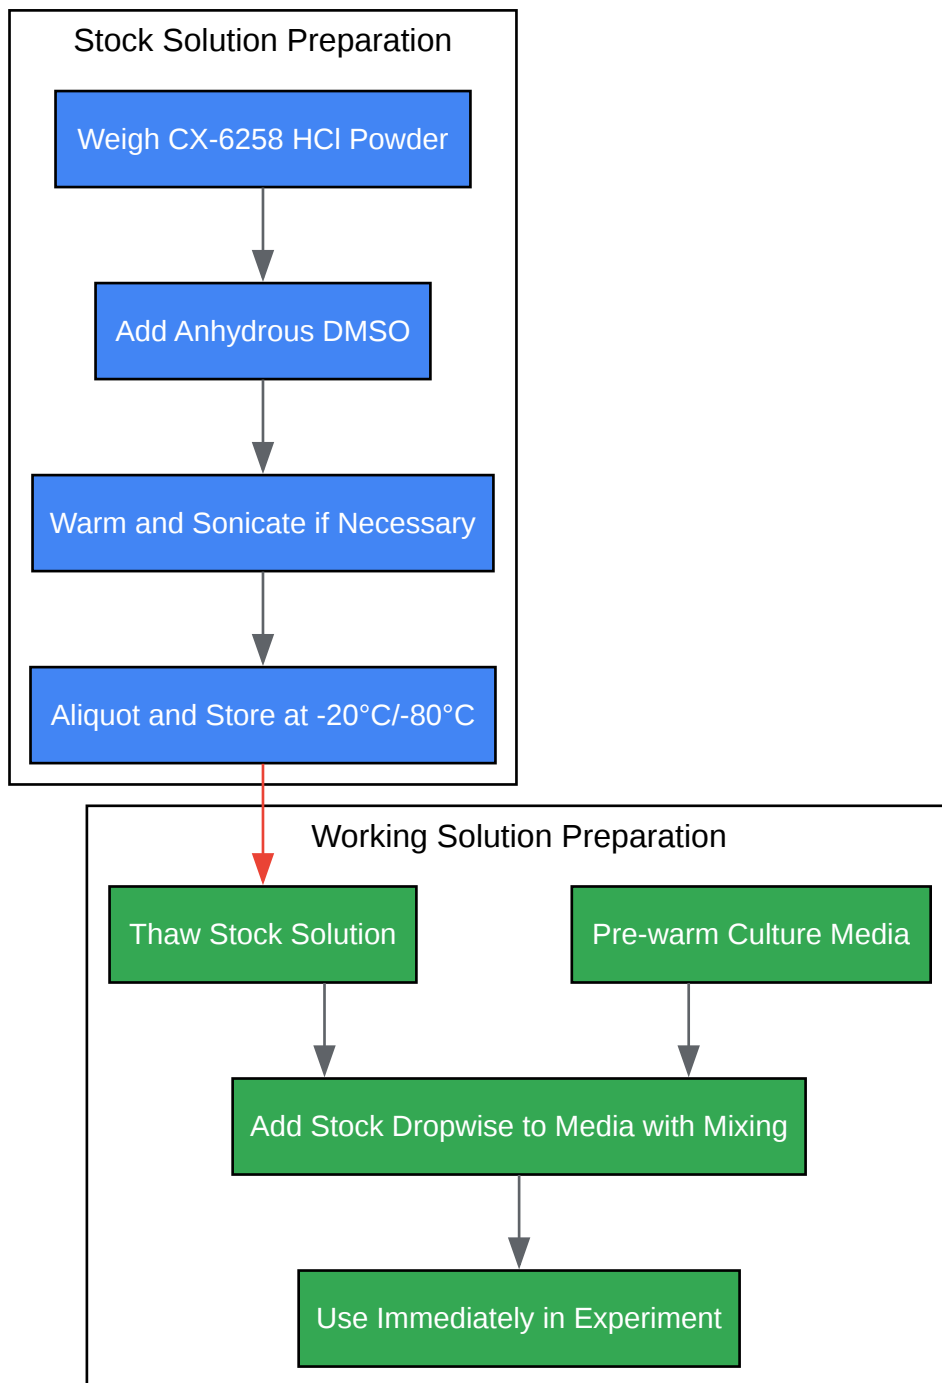 Stock Solution Preparation
Weigh CX-6258 HCl Powder
Add Anhydrous DMSO
Warm and Sonicate if Necessary
Aliquot and Store at -20°C/-80°C
Working Solution Preparation
Thaw Stock Solution
Pre-warm Culture Media
Add Stock Dropwise to Media with Mixing
Use Immediately in Experiment